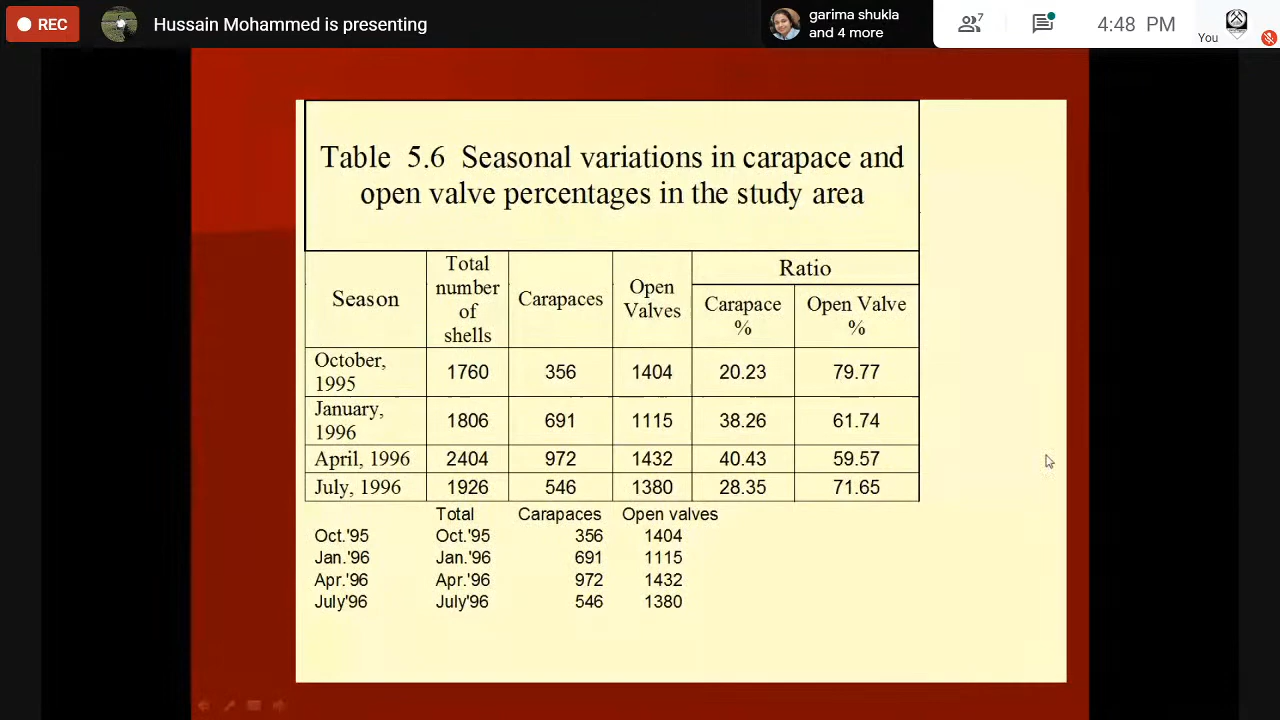 REC
Hussain Mohammed is presenting
garima shukla
and 4 more
7
4:48 PM
You
Table 5.6 Seasonal variations in carapace and
open valve percentages in the study area
Season
Total
number
of
shells
Carapaces
Open
Valves
Ratio
Carapace
%
Open Valve
%
October,
1995
1760 356 1404 20.23 79.77
January,
1996
1806 691 1115 38.26 61.74
April, 1996 2404 972 1432 40.43 59.57
July, 1996 1926 546 1380 28.35 71.65
Total Carapaces Open valves
Oct.'95 Oct.'95 356 1404
Jan.'96 Jan.'96 691 1115
Apr.'96 Apr.'96 972 1432
July'96 July'96 546 1380